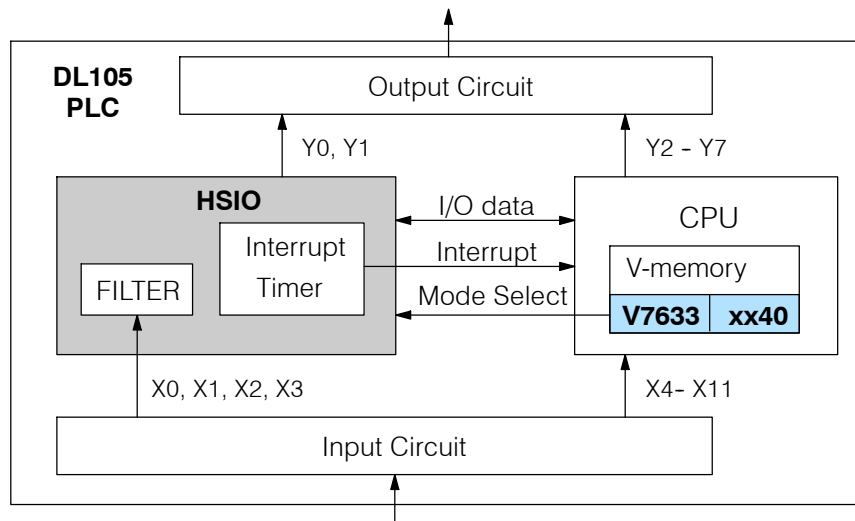 DL105
PLC
Output Circuit
Y0, Y1
Y2 - Y7
HSIO
I/O data
CPU
Interrupt
Timer
Interrupt
V-memory
FILTER
Mode Select
V7633 xx40
X0, X1, X2, X3
X4- X11
Input Circuit